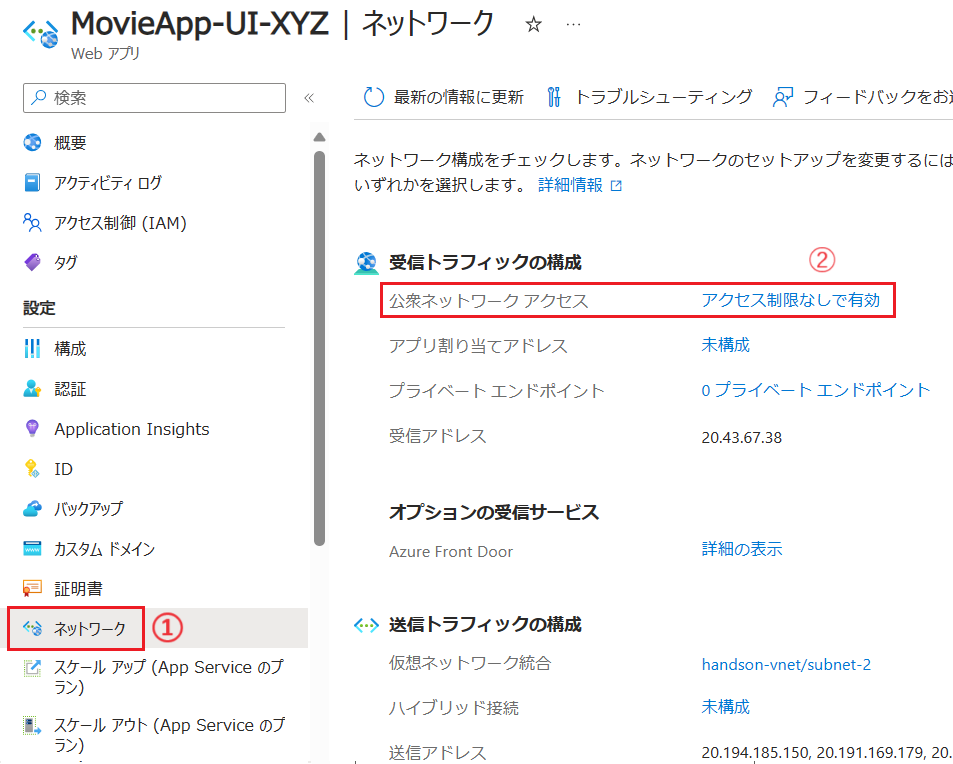 MovieApp-UI-XYZ | ネットワーク ☆ …
Web アプリ
検索
«
概要
アクティビティ ログ
アクセス制御 (IAM)
タグ
設定
構成
認証
Application Insights
ID
バックアップ
カスタム ドメイン
証明書
ネットワーク
①
スケール アップ (App Service のプ
ラン)
スケール アウト (App Service のプ
ラン)
最新の情報に更新 トラブルシューティング フィードバックをお
ネットワーク構成をチェックします。ネットワークのセットアップを変更するには
いずれかを選択します。 詳細情報
受信トラフィックの構成
②
公衆ネットワーク アクセス アクセス制限なしで有効
アプリ割り当てアドレス 未構成
プライベート エンドポイント 0 プライベート エンドポイント
受信アドレス 20.43.67.38
オプションの受信サービス
Azure Front Door 詳細の表示
送信トラフィックの構成
仮想ネットワーク統合 handson-vnet/subnet-2
ハイブリッド接続 未構成
送信アドレス 20.194.185.150, 20.191.169.179, 20.